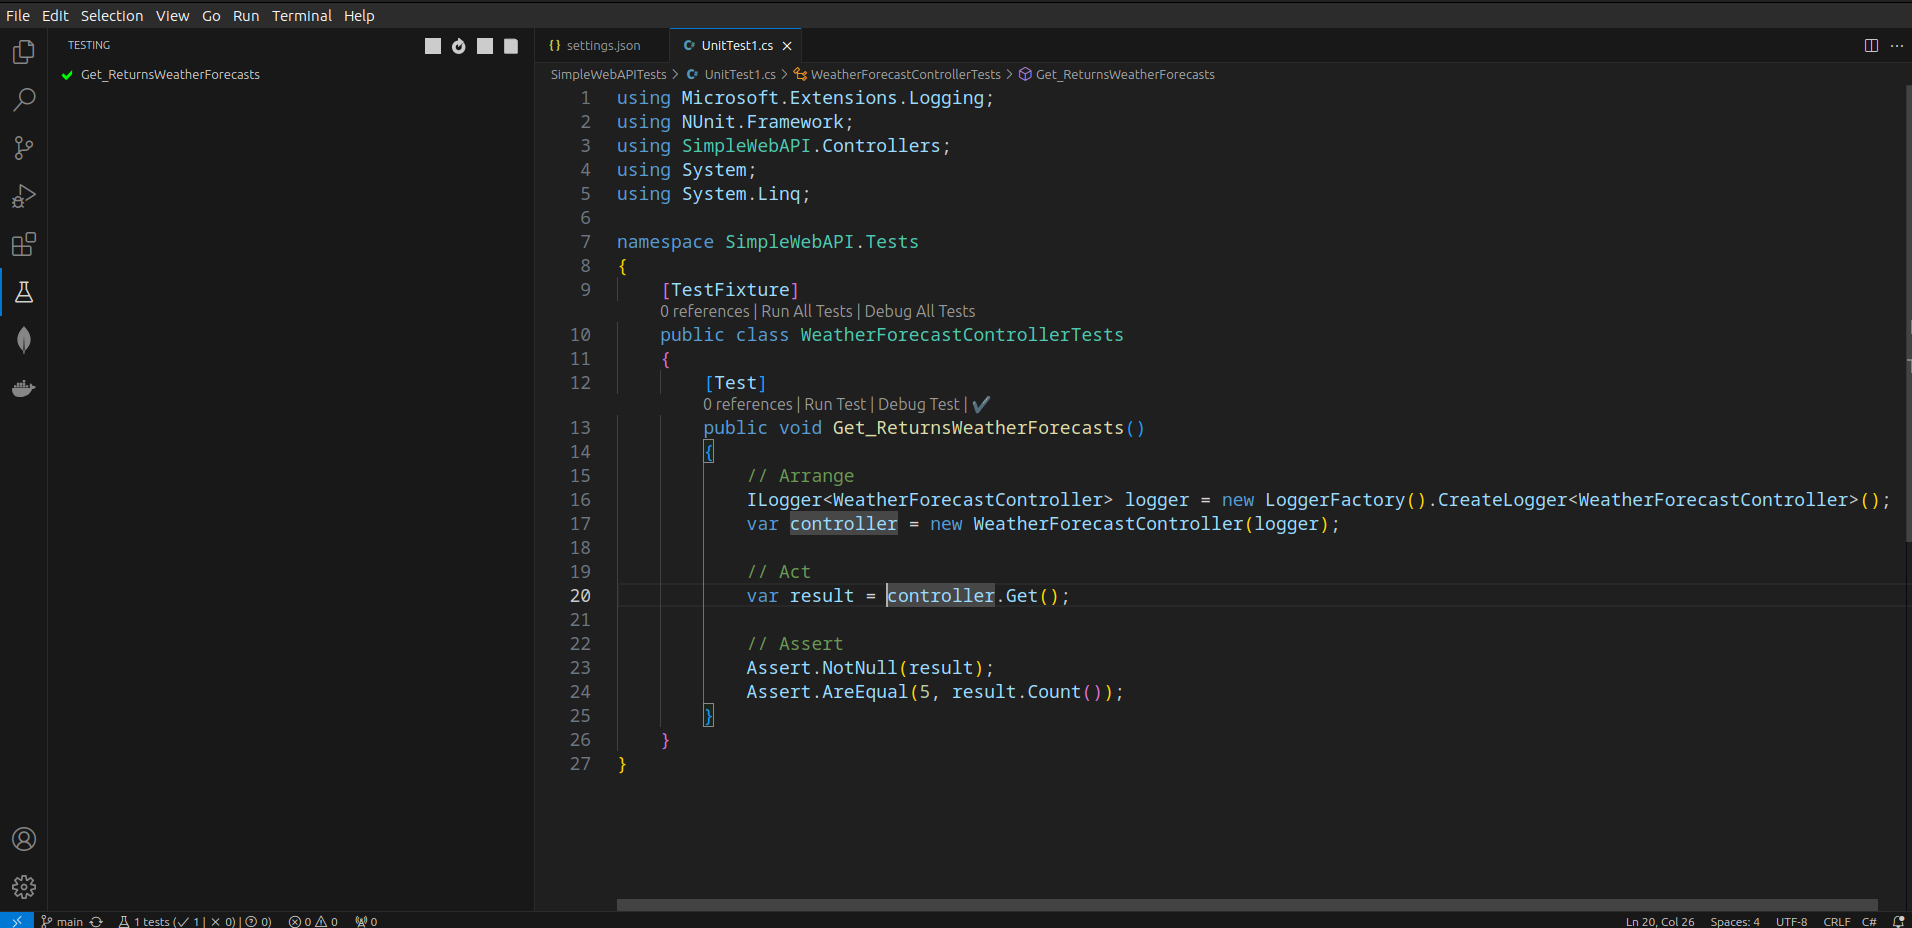 File Edit Selection View Go Run Terminal Help
TESTING
Get_ReturnsWeatherForecasts
{} settings.json
C# UnitTest1.cs ×
SimpleWebAPITests > C# UnitTest1.cs > WeatherForecastControllerTests > Get_ReturnsWeatherForecasts
1 using Microsoft.Extensions.Logging;
2 using NUnit.Framework;
3 using SimpleWebAPI.Controllers;
4 using System;
5 using System.Linq;
6
7 namespace SimpleWebAPI.Tests
8 {
9 [TestFixture]
0 references | Run All Tests | Debug All Tests
10 public class WeatherForecastControllerTests
11 {
12 [Test]
0 references | Run Test | Debug Test | ✔
13 public void Get_ReturnsWeatherForecasts()
14 {
15 // Arrange
16 ILogger<WeatherForecastController> logger = new LoggerFactory().CreateLogger<WeatherForecastController>();
17 var controller = new WeatherForecastController(logger);
18
19 // Act
20 var result = controller.Get();
21
22 // Assert
23 Assert.NotNull(result);
24 Assert.AreEqual(5, result.Count());
25 }
26 }
27 }
main 1 tests (✓ 1 | × 0) | ? 0) 0 0 0 Ln 20, Col 26 Spaces: 4 UTF-8 CRLF C#